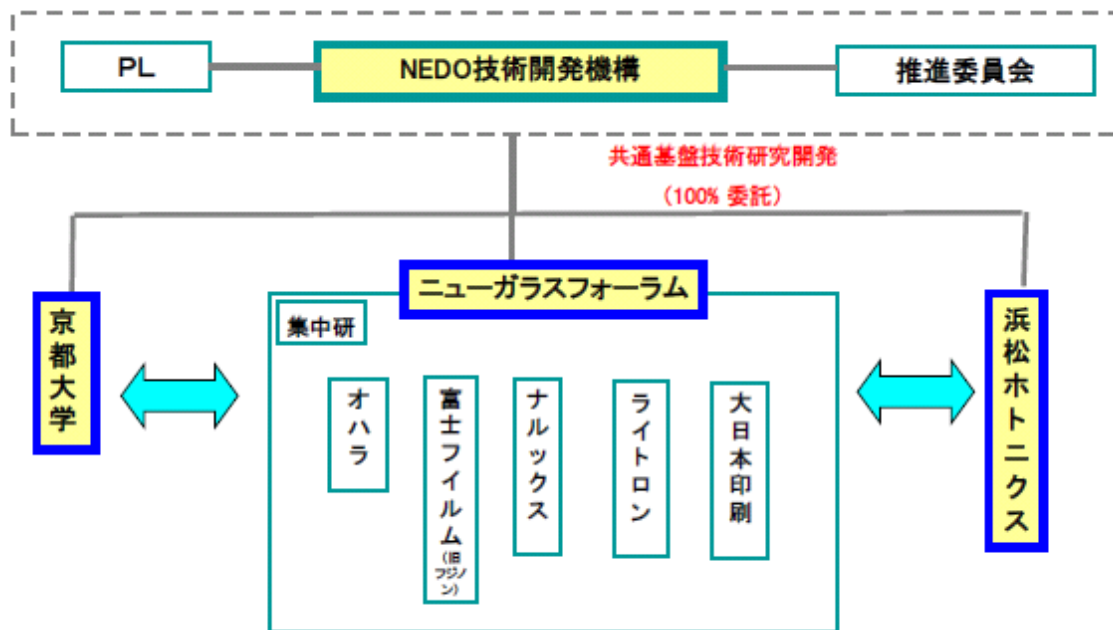 PL
NEDO技術開発機構
推進委員会
共通基盤技術研究開発
(100% 委託)
ニューガラスフォーラム
京都大学
集中研
オハラ
富士フイルム(旧フジノン)
ナルックス
ライトロン
大日本印刷
浜松ホトニクス